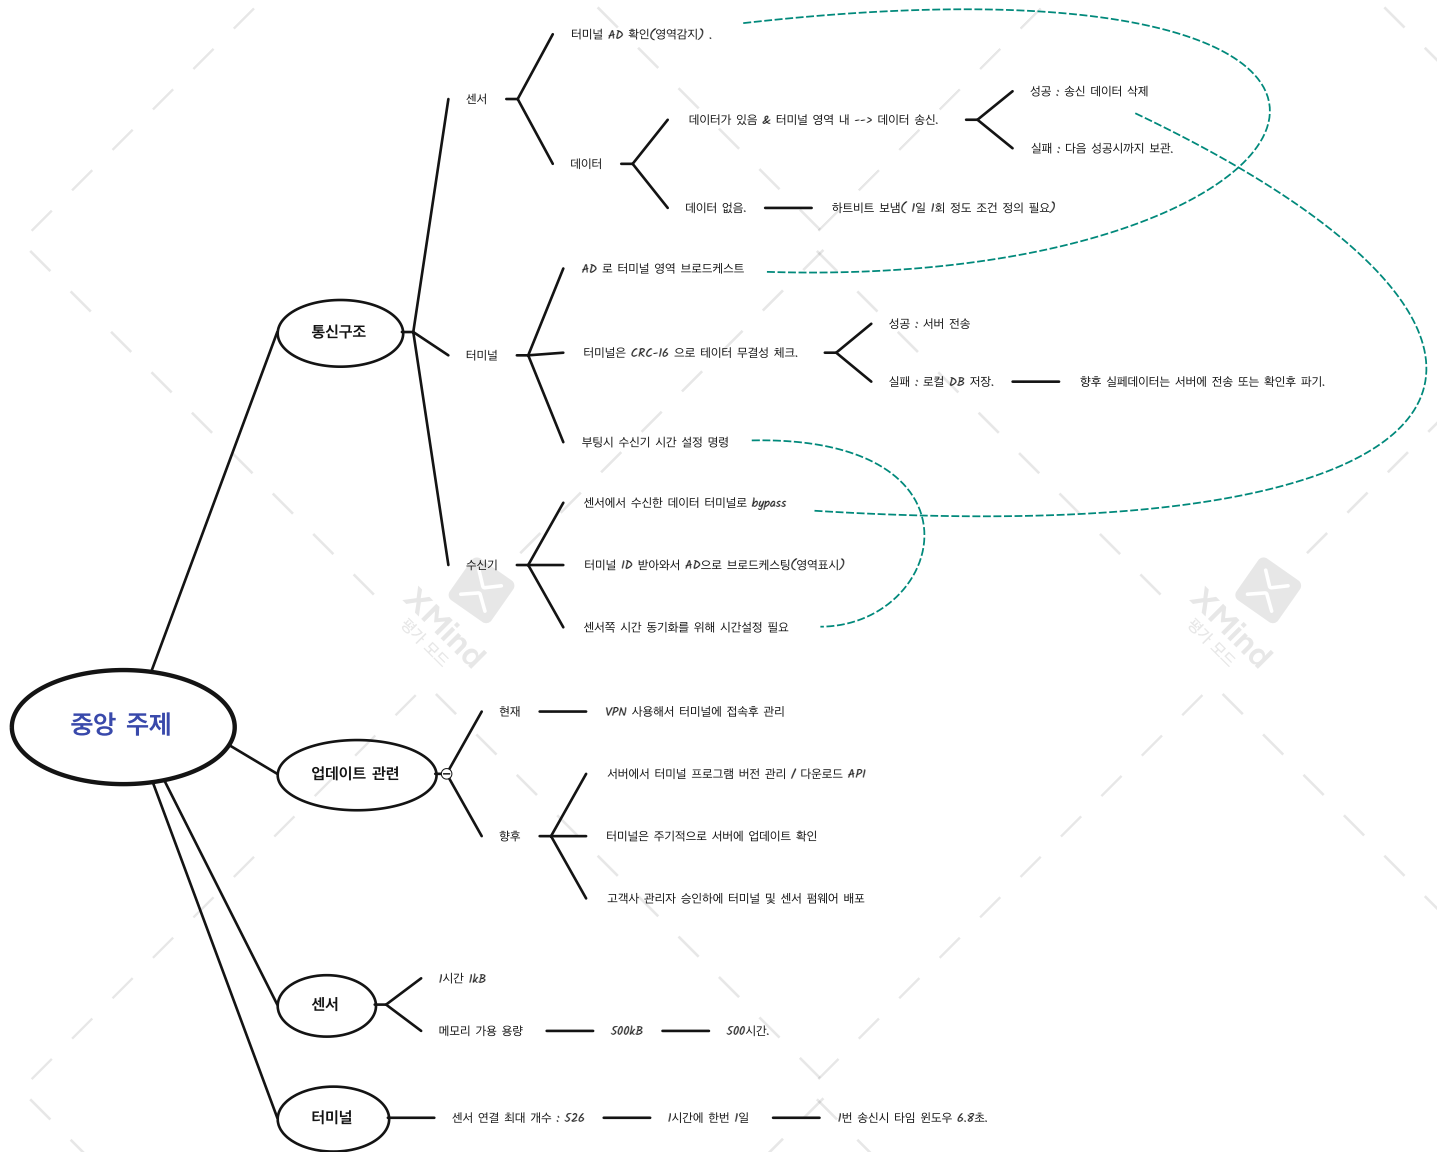 터미널 AD 확인(영역감지) .
센서
데이터가 있음 & 터미널 영역 내 --> 데이터 송신.
성공 : 송신 데이터 삭제
실패 : 다음 성공시까지 보관.
데이터
데이터 없음.
하트비트 보냄( 1일 1회 정도 조건 정의 필요)
통신구조
AD 로 터미널 영역 브로드케스트
터미널
터미널은 CRC-16 으로 테이터 무결성 체크.
성공 : 서버 전송
실패 : 로컬 DB 저장.
향후 실페데이터는 서버에 전송 또는 확인후 파기.
부팅시 수신기 시간 설정 명령
수신기
센서에서 수신한 데이터 터미널로 bypass
터미널 ID 받아와서 AD으로 브로드케스팅(영역표시)
센서쪽 시간 동기화를 위해 시간설정 필요
XMind
평가 모드
XMind
평가 모드
중앙 주제
업데이트 관련
현재
VPN 사용해서 터미널에 접속후 관리
향후
서버에서 터미널 프로그램 버전 관리 / 다운로드 API
터미널은 주기적으로 서버에 업데이트 확인
고객사 관리자 승인하에 터미널 및 센서 펌웨어 배포
센서
1시간 1kB
메모리 가용 용량
500kB
500시간.
터미널
센서 연결 최대 개수 : 526
1시간에 한번 1일
1번 송신시 타임 윈도우 6.8초.